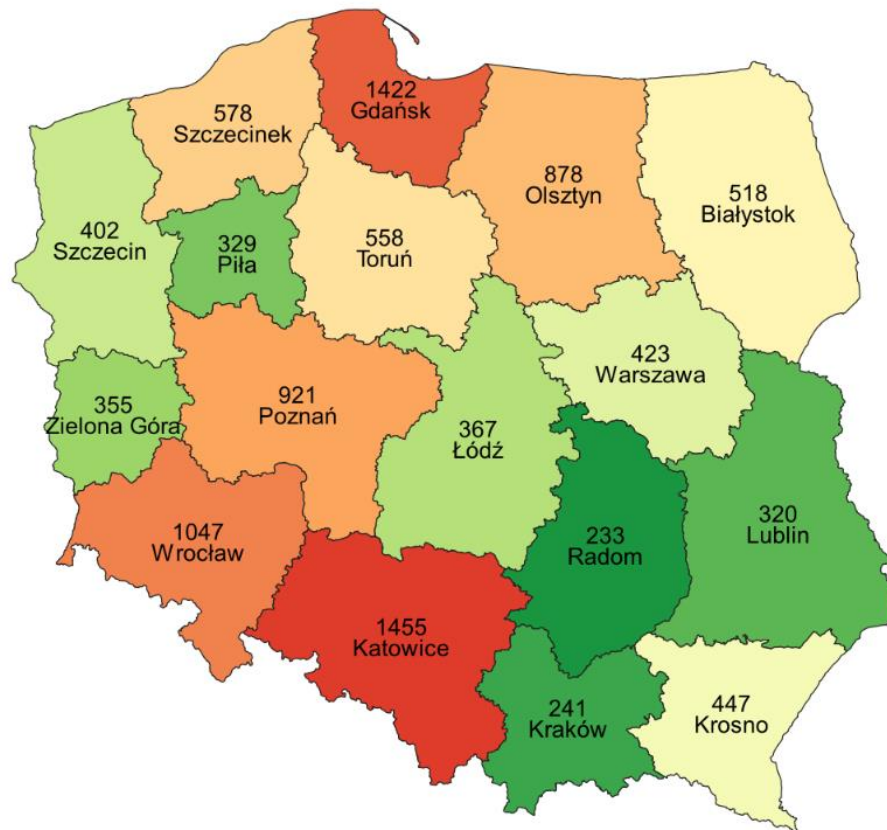 1422
Gdańsk
578
Szczecinek
878
Olsztyn
518
Białystok
402
Szczecin
329
Piła
558
Toruń
423
Warszawa
355
Zielona Góra
921
Poznań
367
Łódź
1047
Wrocław
233
Radom
320
Lublin
1455
Katowice
241
Kraków
447
Krosno